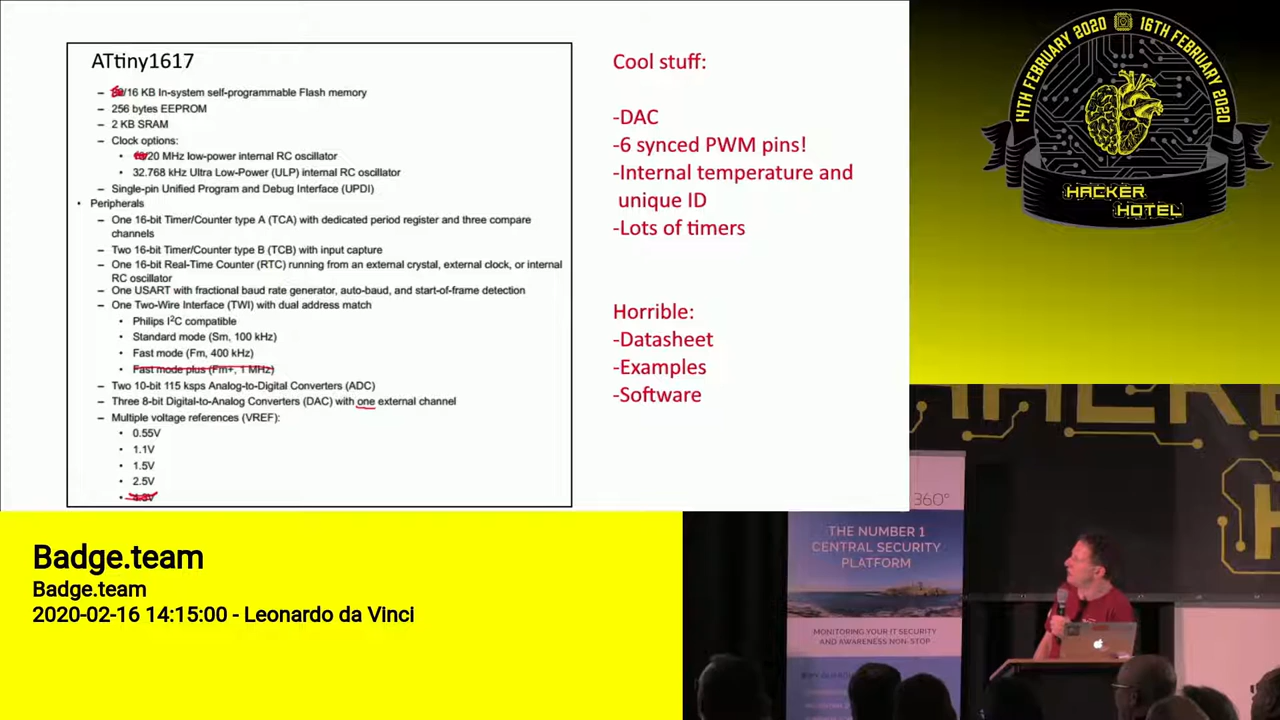 ATtiny1617
– /16 KB In-system self-programmable Flash memory
– 256 bytes EEPROM
– 2 KB SRAM
– Clock options:
• /20 MHz low-power internal RC oscillator
• 32.768 kHz Ultra Low-Power (ULP) internal RC oscillator
– Single-pin Unified Program and Debug Interface (UPDI)
• Peripherals
– One 16-bit Timer/Counter type A (TCA) with dedicated period register and three compare
channels
– Two 16-bit Timer/Counter type B (TCB) with input capture
– One 16-bit Real-Time Counter (RTC) running from an external crystal, external clock, or internal
RC oscillator
– One USART with fractional baud rate generator, auto-baud, and start-of-frame detection
– One Two-Wire Interface (TWI) with dual address match
• Philips I²C compatible
• Standard mode (Sm, 100 kHz)
• Fast mode (Fm, 400 kHz)
• Fast mode plus (Fm+, 1 MHz)
– Two 10-bit 115 ksps Analog-to-Digital Converters (ADC)
– Three 8-bit Digital-to-Analog Converters (DAC) with one external channel
– Multiple voltage references (VREF):
• 0.55V
• 1.1V
• 1.5V
• 2.5V
• 4.3V
Cool stuff:
-DAC
-6 synced PWM pins!
-Internal temperature and
unique ID
-Lots of timers
Horrible:
-Datasheet
-Examples
-Software
14TH FEBRUARY 2020 16TH FEBRUARY 2020
HACKER
HOTEL
360°
THE NUMBER 1
CENTRAL SECURITY
PLATFORM
MONITORING YOUR IT SECURITY
AND AWARENESS NON-STOP
Badge.team
Badge.team
2020-02-16 14:15:00 - Leonardo da Vinci